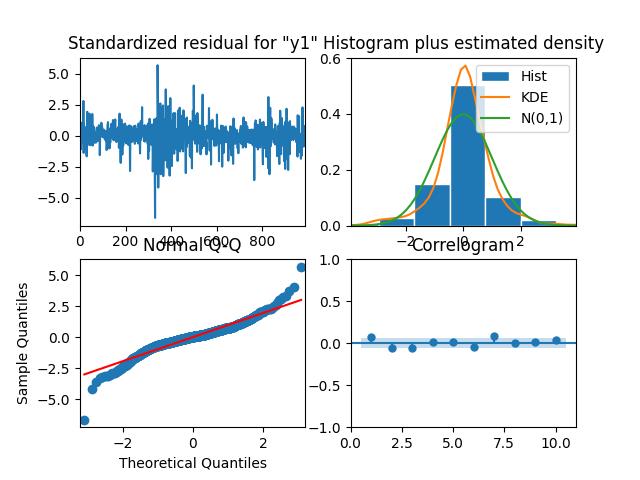 Standardized residual for "y1"
5.0
2.5
0.0
−2.5
−5.0
0 200 400 600 800
Histogram plus estimated density
0.6
0.4
0.2
0.0
−2 0 2
Hist
KDE
N(0,1)
Normal Q-Q
Sample Quantiles
5.0
2.5
0.0
−2.5
−5.0
−2 0 2
Theoretical Quantiles
Correlogram
1.0
0.5
0.0
−0.5
−1.0
0.0 2.5 5.0 7.5 10.0